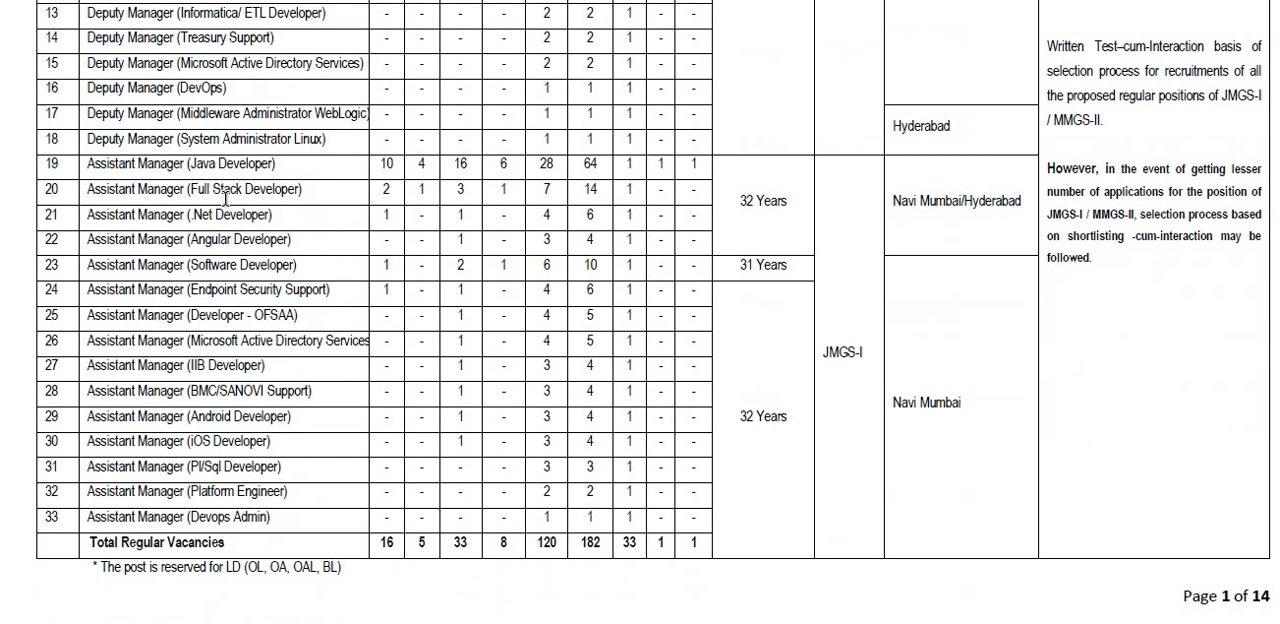 13 Deputy Manager (Informatica/ ETL Developer) - - - - 2 2 1 - -
14 Deputy Manager (Treasury Support) - - - - 2 2 1 - -
15 Deputy Manager (Microsoft Active Directory Services) - - - - 2 2 1 - -
16 Deputy Manager (DevOps) - - - - 1 1 1 - -
17 Deputy Manager (Middleware Administrator WebLogic) - - - - 1 1 1 - -
18 Deputy Manager (System Administrator Linux) - - - - 1 1 1 - -
Hyderabad
19 Assistant Manager (Java Developer) 10 4 16 6 28 64 1 1 1
20 Assistant Manager (Full Stack Developer) 2 1 3 1 7 14 1 - -
21 Assistant Manager (.Net Developer) 1 - 1 - 4 6 1 - -
22 Assistant Manager (Angular Developer) - - 1 - 3 4 1 - -
32 Years
Navi Mumbai/Hyderabad
23 Assistant Manager (Software Developer) 1 - 2 1 6 10 1 - - 31 Years
24 Assistant Manager (Endpoint Security Support) 1 - 1 - 4 6 1 - -
25 Assistant Manager (Developer - OFSAA) - - 1 - 4 5 1 - -
26 Assistant Manager (Microsoft Active Directory Services - - 1 - 4 5 1 - -
27 Assistant Manager (IIB Developer) - - 1 - 3 4 1 - -
28 Assistant Manager (BMC/SANOVI Support) - - 1 - 3 4 1 - -
29 Assistant Manager (Android Developer) - - 1 - 3 4 1 - -
30 Assistant Manager (iOS Developer) - - 1 - 3 4 1 - -
31 Assistant Manager (Pl/Sql Developer) - - - - 3 3 1 - -
32 Assistant Manager (Platform Engineer) - - - - 2 2 1 - -
33 Assistant Manager (Devops Admin) - - - - 1 1 1 - -
32 Years
JMGS-I
Navi Mumbai
Total Regular Vacancies 16 5 33 8 120 182 33 1 1
Written Test–cum-Interaction basis of
selection process for recruitments of all
the proposed regular positions of JMGS-I
/ MMGS-II.
However, in the event of getting lesser
number of applications for the position of
JMGS-I / MMGS-II, selection process based
on shortlisting -cum-interaction may be
followed.
* The post is reserved for LD (OL, OA, OAL, BL)
Page 1 of 14